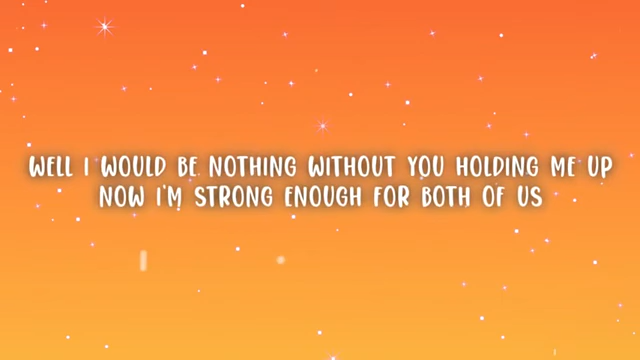 WELL I WOULD BE NOTHING WITHOUT YOU HOLDING ME UP
NOW I'M STRONG ENOUGH FOR BOTH OF US